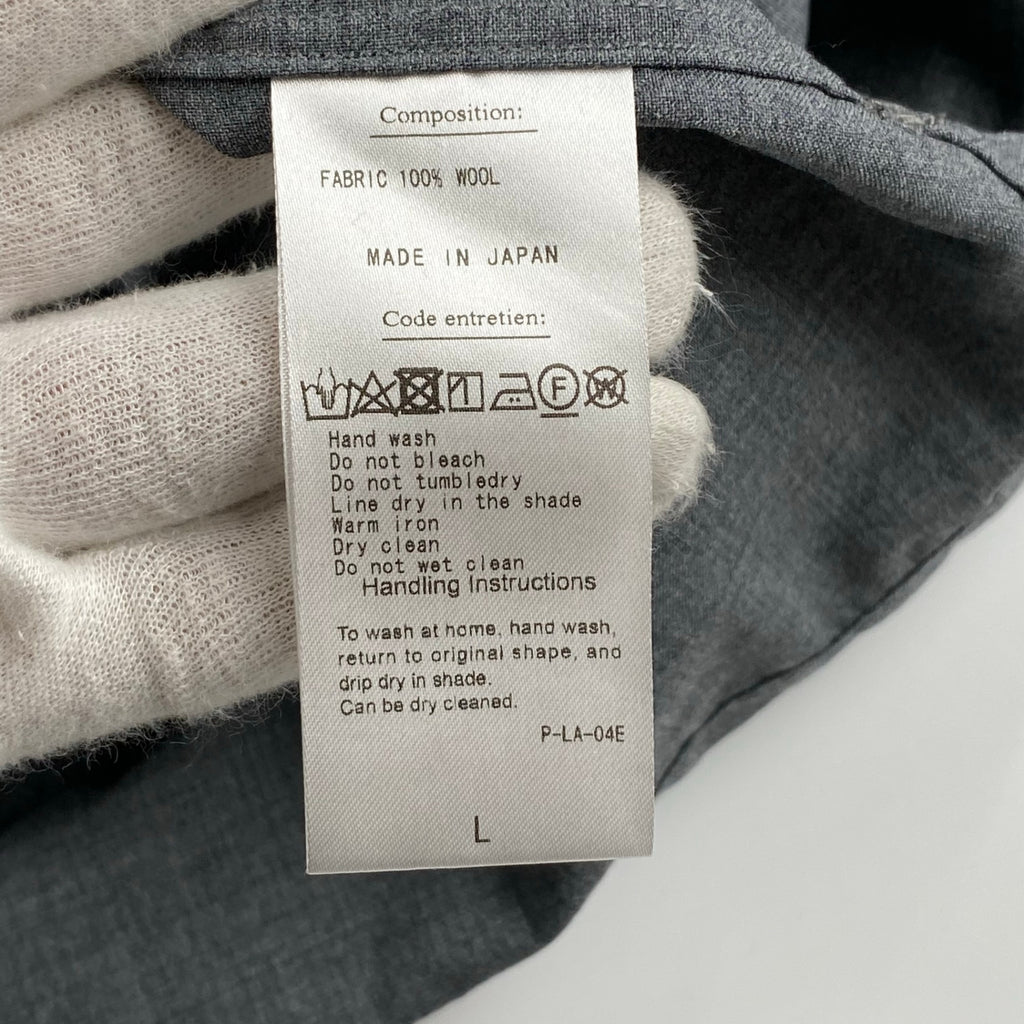 Composition:
FABRIC 100% WOOL
MADE IN JAPAN
Code entretien:
F W
Hand wash
Do not bleach
Do not tumbledry
Line dry in the shade
Warm iron
Dry clean
Do not wet clean
Handling Instructions
To wash at home, hand wash,
return to original shape, and
drip dry in shade.
Can be dry cleaned.
P-LA-04E
L